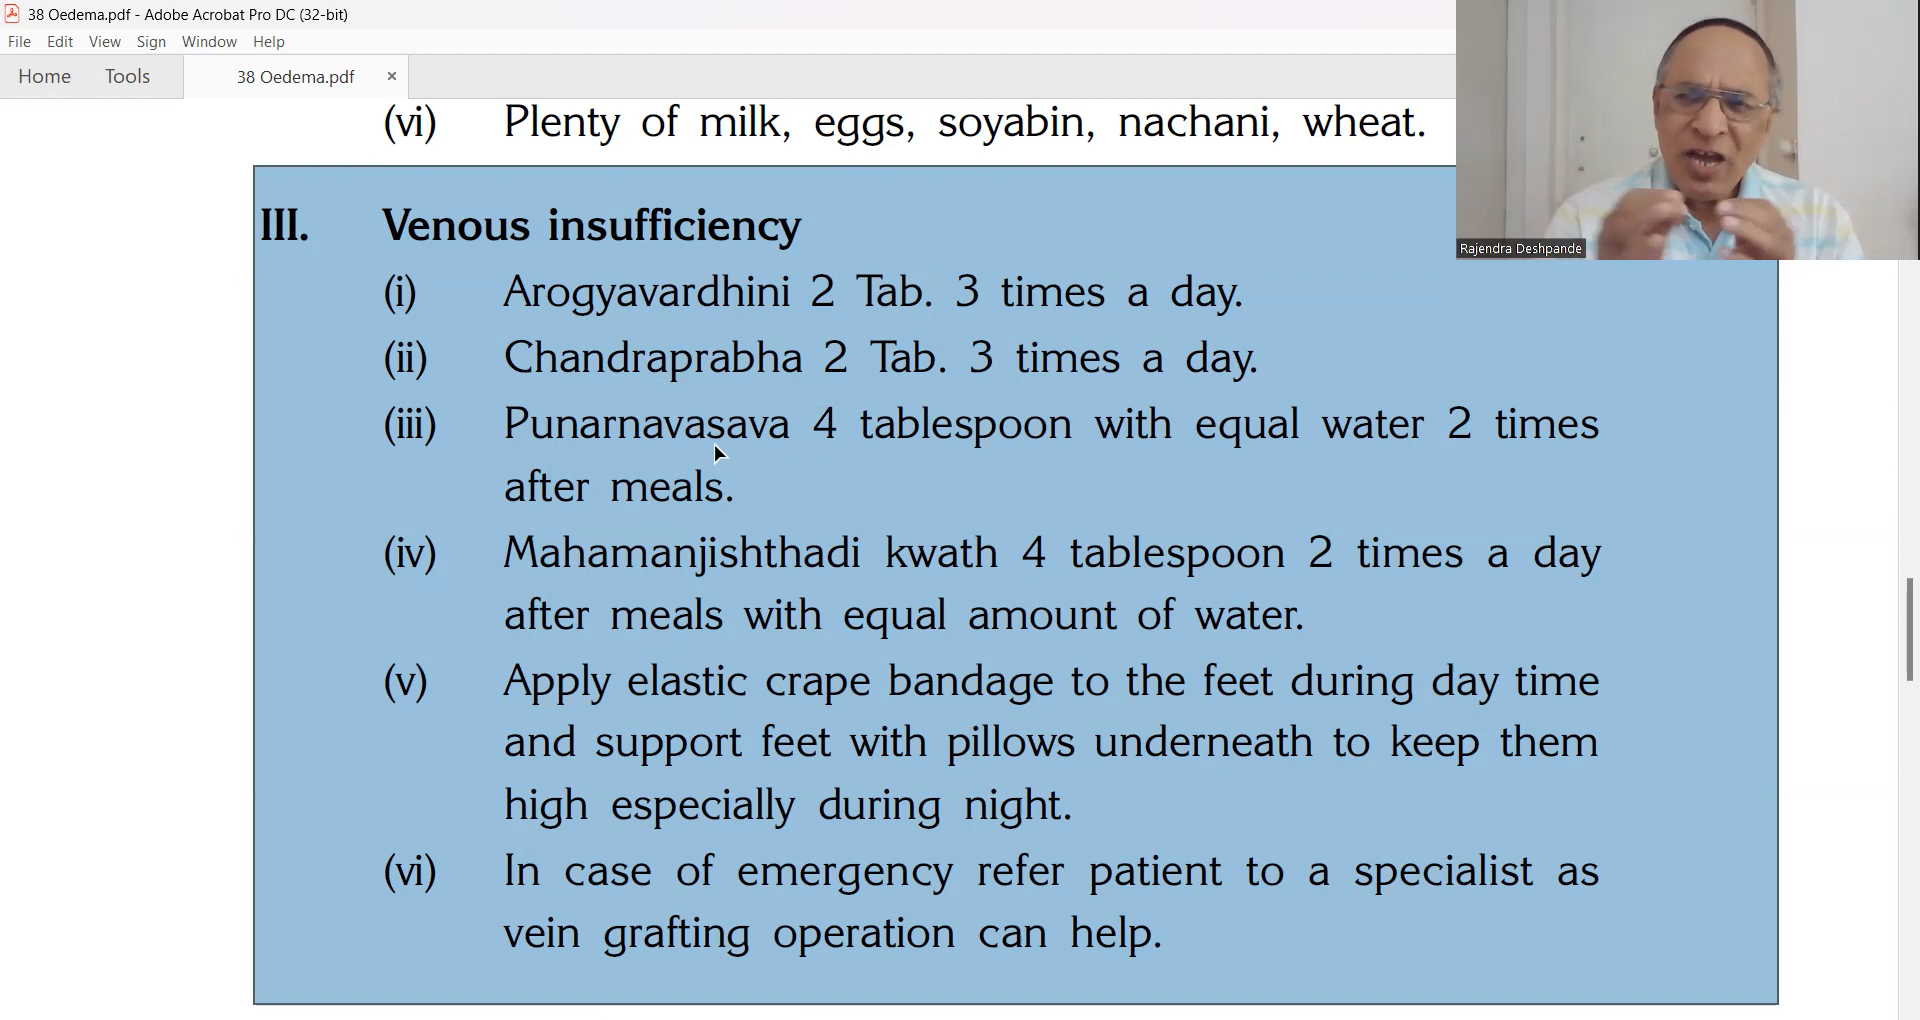 38 Oedema.pdf - Adobe Acrobat Pro DC (32-bit)
File Edit View Sign Window Help
Home Tools 38 Oedema.pdf ×
(vi) Plenty of milk, eggs, soyabin, nachani, wheat.
Rajendra Deshpande
III. Venous insufficiency
(i) Arogyavardhini 2 Tab. 3 times a day.
(ii) Chandraprabha 2 Tab. 3 times a day.
(iii) Punarnavasava 4 tablespoon with equal water 2 times
after meals.
(iv) Mahamanjishthadi kwath 4 tablespoon 2 times a day
after meals with equal amount of water.
(v) Apply elastic crape bandage to the feet during day time
and support feet with pillows underneath to keep them
high especially during night.
(vi) In case of emergency refer patient to a specialist as
vein grafting operation can help.